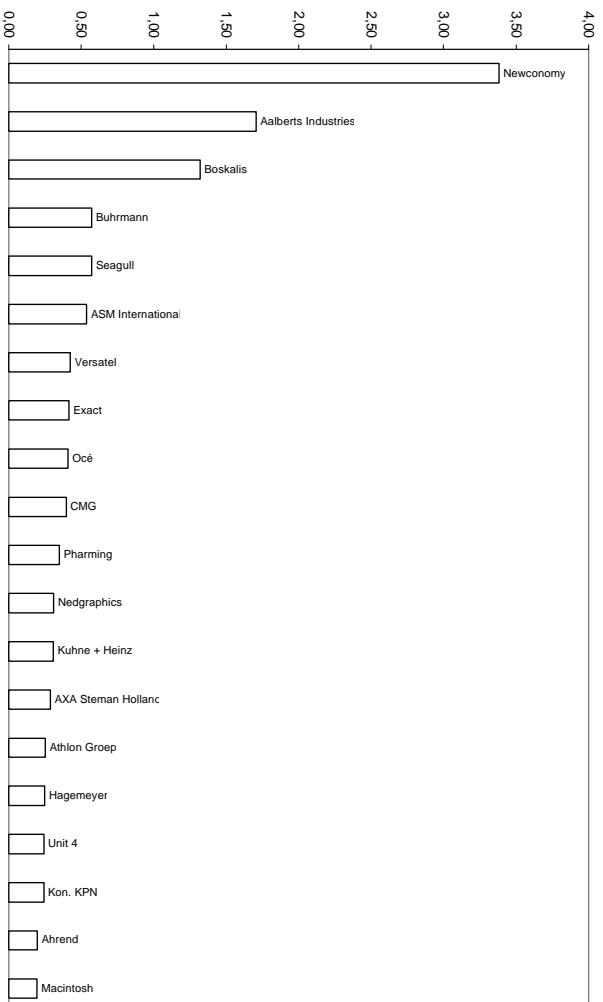 0,00
0,50
1,00
1,50
2,00
2,50
3,00
3,50
4,00
Newconomy
Aalberts Industries
Boskalis
Buhrmann
Seagull
ASM International
Versatel
Exact
Océ
CMG
Pharming
Nedgraphics
Kuhne + Heinz
AXA Steman Holland
Athlon Groep
Hagemeyer
Unit 4
Kon. KPN
Ahrend
Macintosh